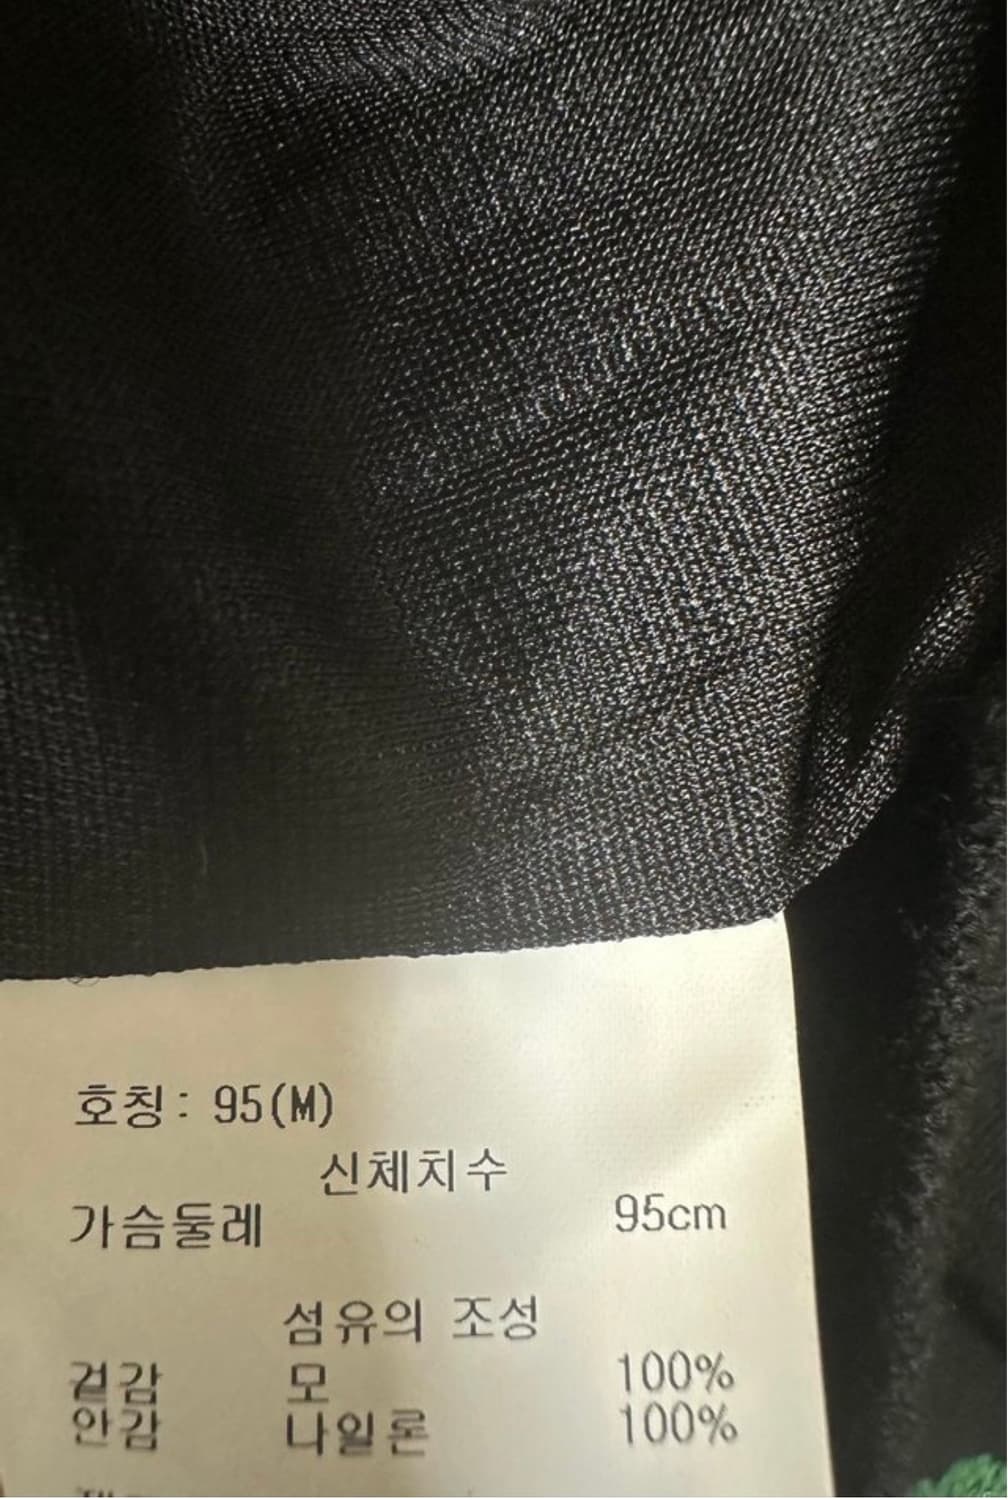 호칭: 95(M)
신체치수
가슴둘레 95cm
섬유의 조성
겉감 모 100%
안감 나일론 100%